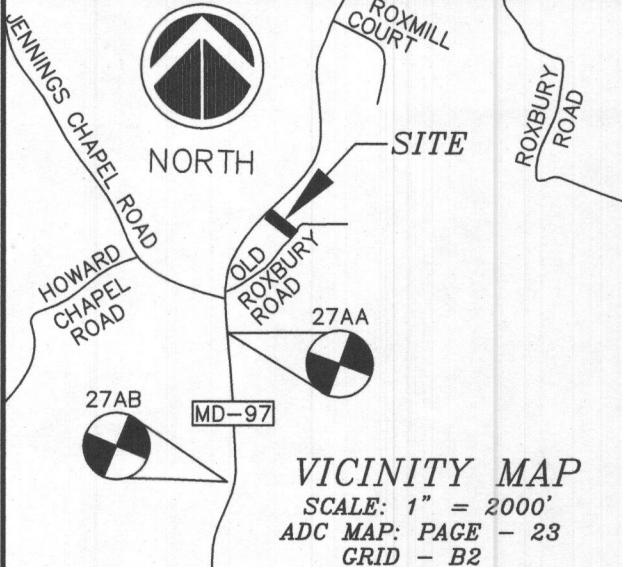 JENNINGS CHAPEL ROAD
NORTH
ROXMILL
COURT
ROXBURY
ROAD
SITE
HOWARD
CHAPEL
ROAD
OLD
ROXBURY
ROAD
27AA
27AB
MD-97
VICINITY MAP
SCALE: 1" = 2000'
ADC MAP: PAGE - 23
GRID - B2